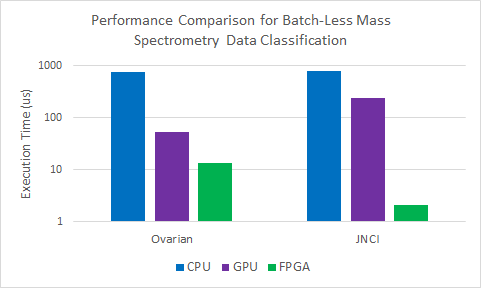 Performance Comparison for Batch-Less Mass
Spectrometry Data Classification
Execution Time (us)
1000
100
10
1
Ovarian
JNCI
CPU
GPU
FPGA